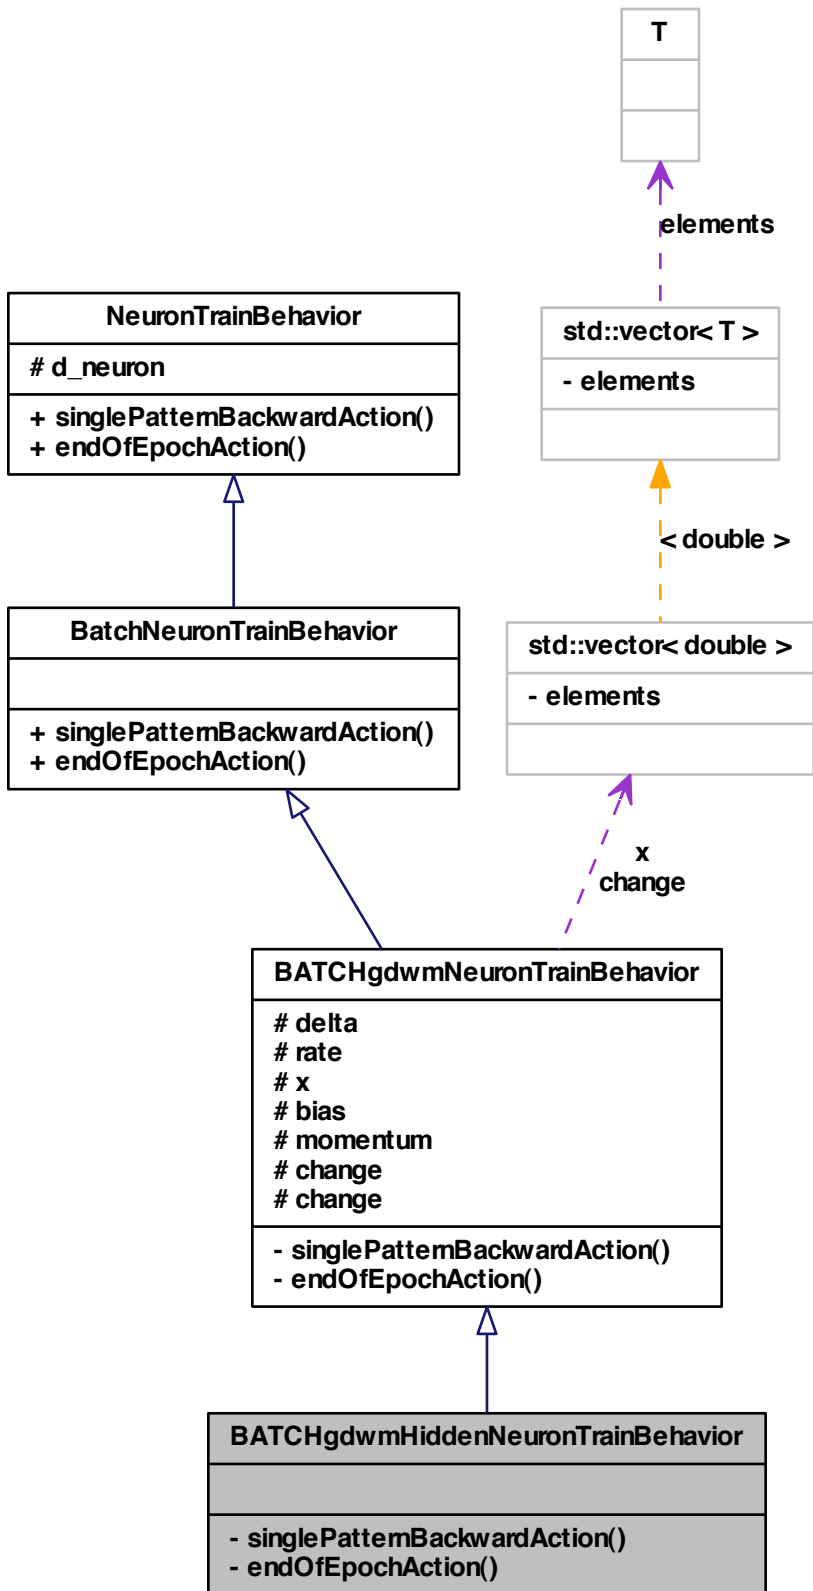 T
elements
NeuronTrainBehavior
# d_neuron
+ singlePatternBackwardAction()
+ endOfEpochAction()
std::vector< T >
- elements
< double >
BatchNeuronTrainBehavior
+ singlePatternBackwardAction()
+ endOfEpochAction()
std::vector< double >
- elements
x
change
BATCHgdwmNeuronTrainBehavior
# delta
# rate
# x
# bias
# momentum
# change
# change
- singlePatternBackwardAction()
- endOfEpochAction()
BATCHgdwmHiddenNeuronTrainBehavior
- singlePatternBackwardAction()
- endOfEpochAction()